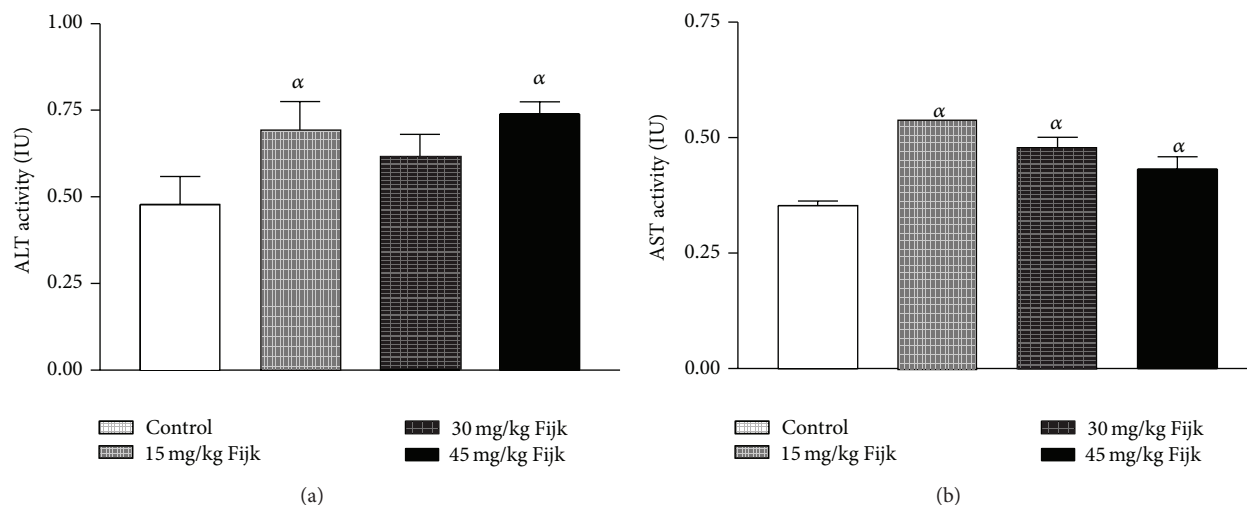 1.00
0.75
0.50
0.25
0.00
ALT activity (IU)
α
α
Control
15 mg/kg Fijk
30 mg/kg Fijk
45 mg/kg Fijk
(a)
0.75
0.50
0.25
0.00
AST activity (IU)
α
α
α
Control
15 mg/kg Fijk
30 mg/kg Fijk
45 mg/kg Fijk
(b)